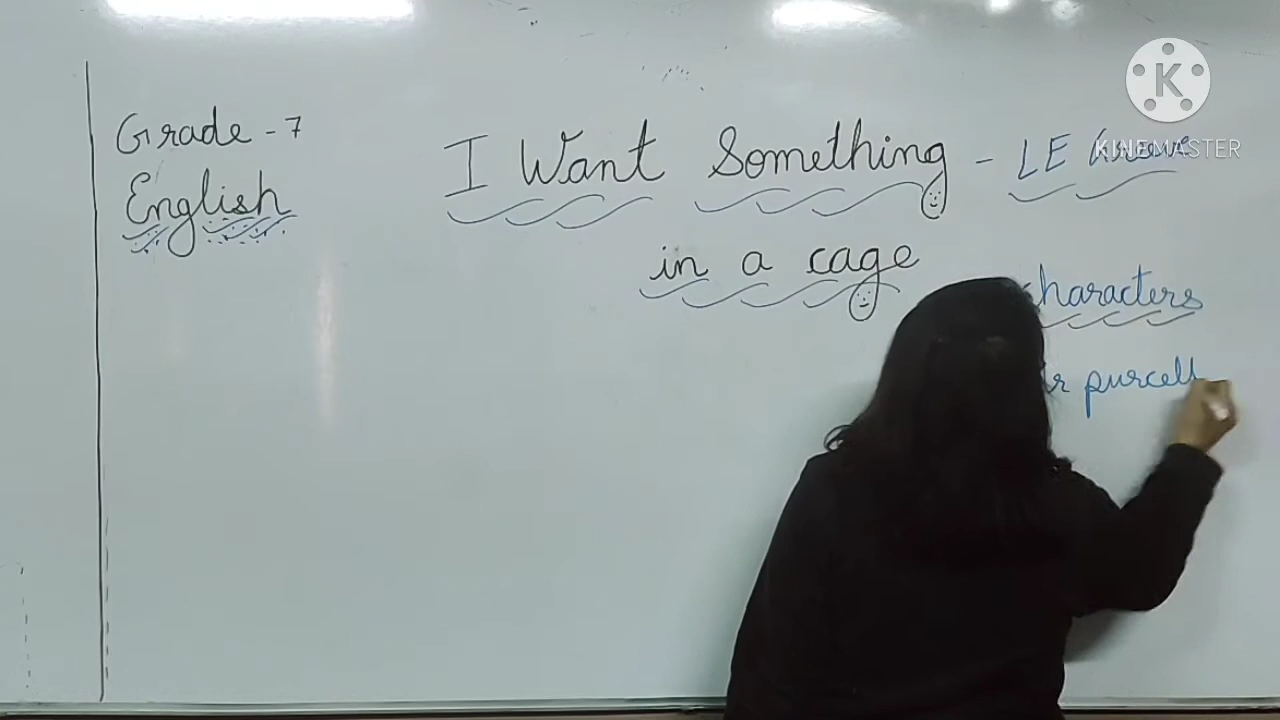 Grade - 7
English
I Want Something - LE
in a cage
characters
purcell
K
KINEMASTER